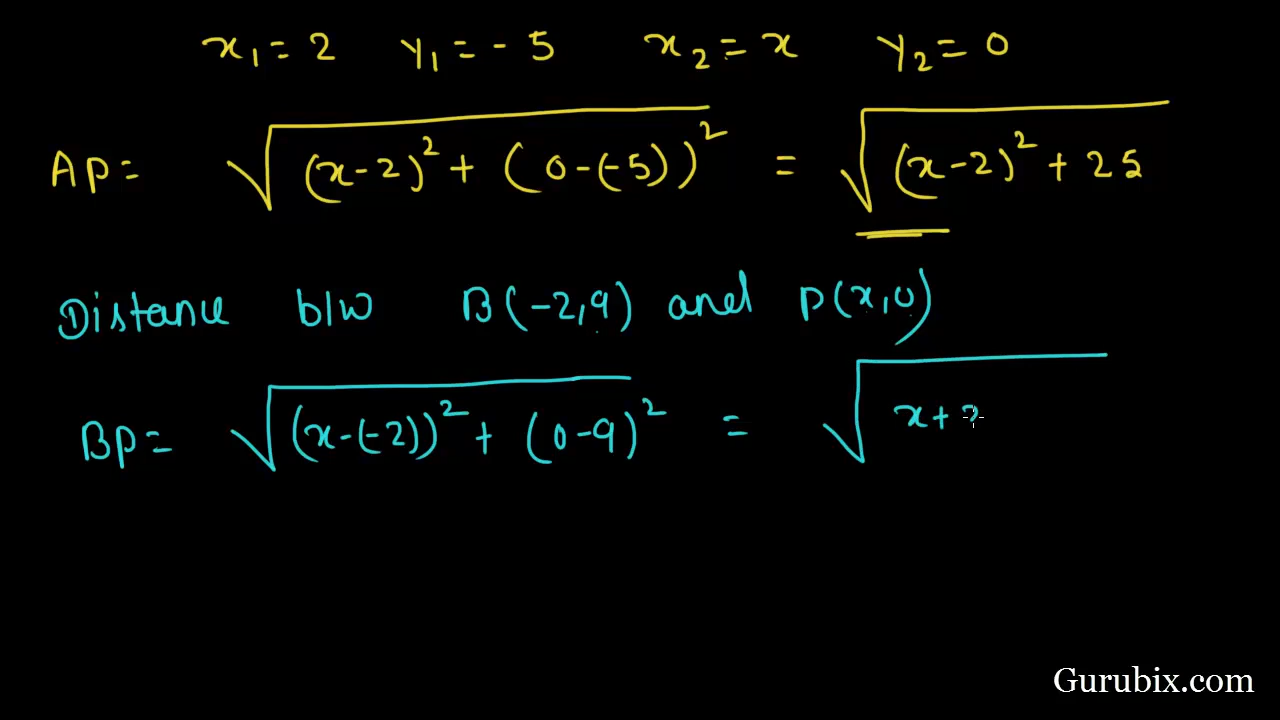 x₁ = 2 y₁ = - 5 x₂ = x y₂ = 0
AP = √((x-2)² + (0-(-5))²) = √((x-2)² + 25)
Distance b/w B(-2,9) and P(x,0)
BP = √((x-(-2))² + (0-9)²) = √(x+
Gurubix.com